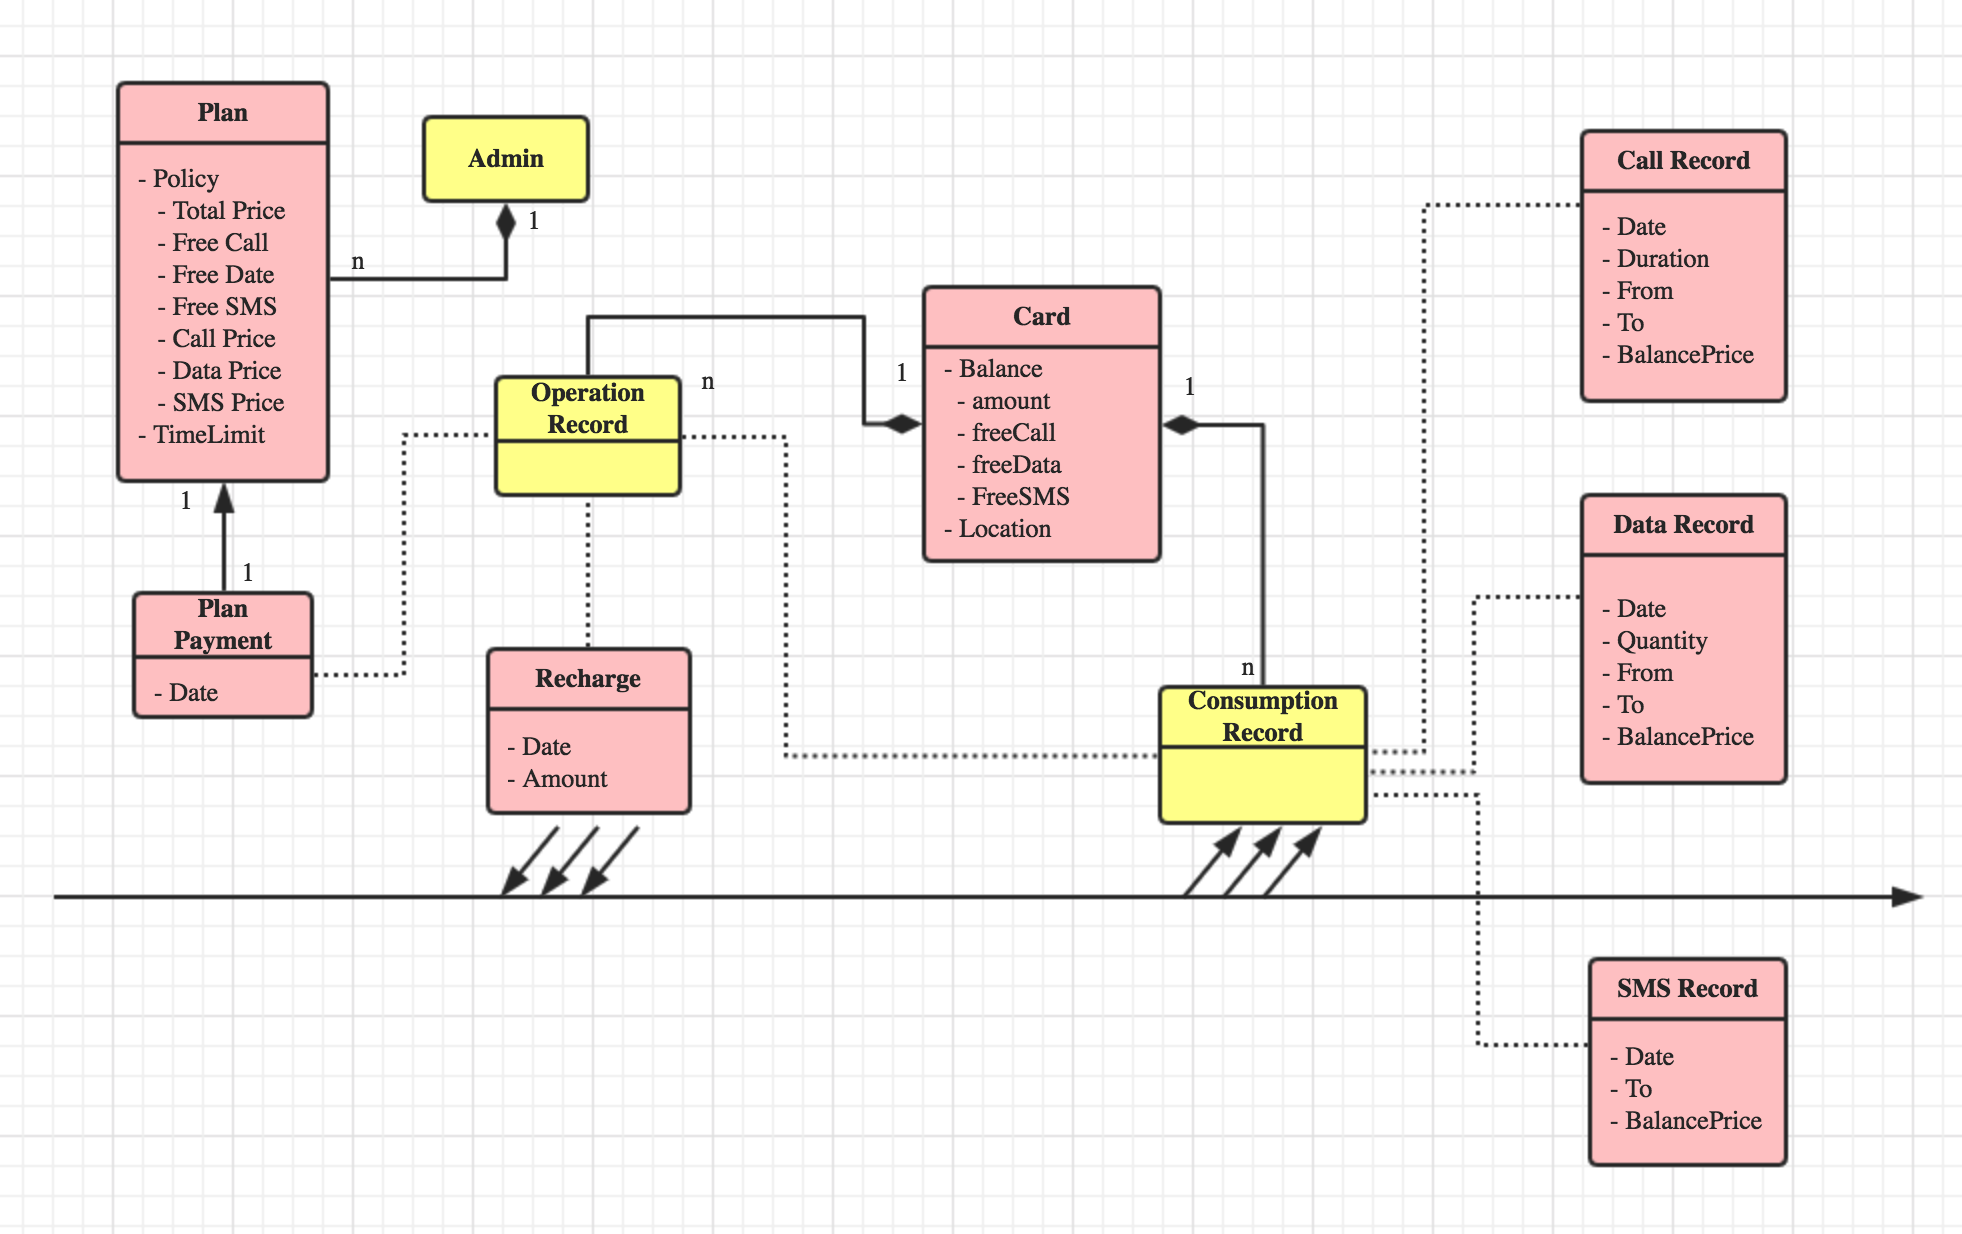 Plan
- Policy
- Total Price
- Free Call
- Free Date
- Free SMS
- Call Price
- Data Price
- SMS Price
- TimeLimit
Admin
1
n
Operation
Record
n
Card
- Balance
- amount
- freeCall
- freeData
- FreeSMS
- Location
1
1
Call Record
- Date
- Duration
- From
- To
- BalancePrice
1
1
Plan
Payment
- Date
Recharge
- Date
- Amount
n
Consumption
Record
Data Record
- Date
- Quantity
- From
- To
- BalancePrice
SMS Record
- Date
- To
- BalancePrice